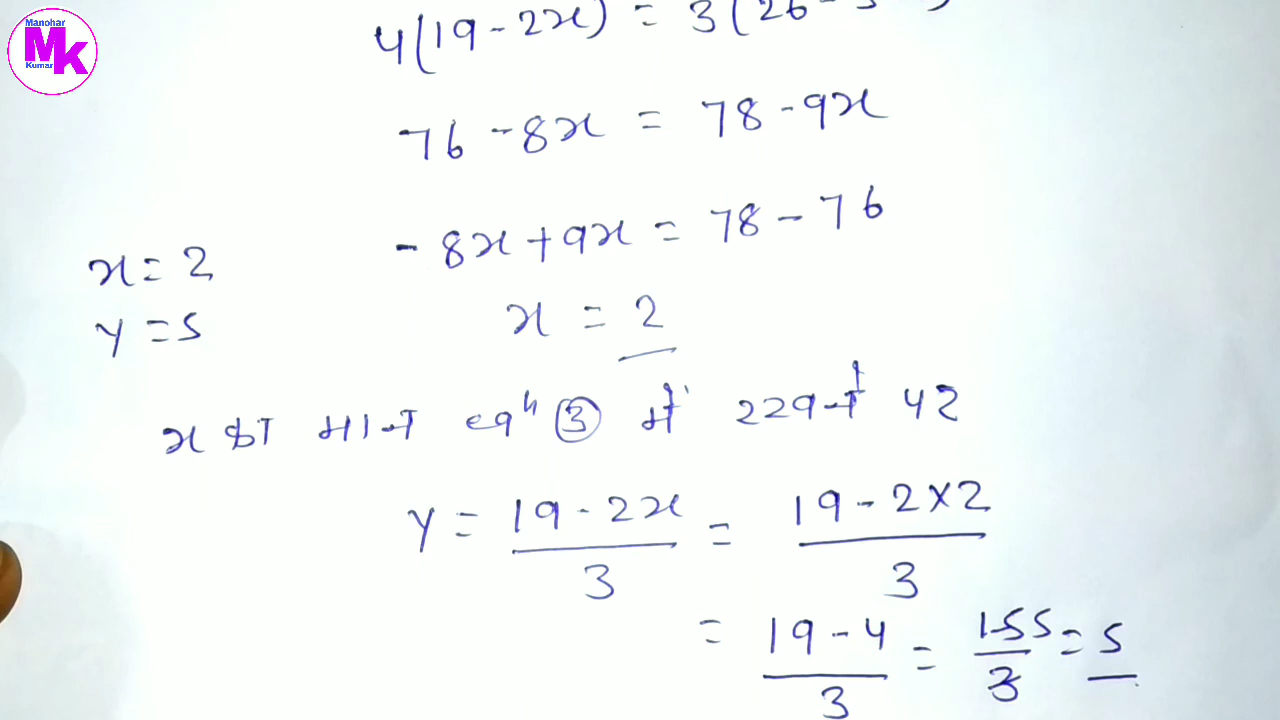 Manohar
MK
Kumar
4(19-2x) = 3(26-
76 -8x = 78-9x
-8x+9x = 78-76
x = 2
x=2
y=5
x का मान eqn ③ में रखने पर
y = 19-2x/3 = 19-2×2/3
= 19-4/3 = 15 5/3 = 5